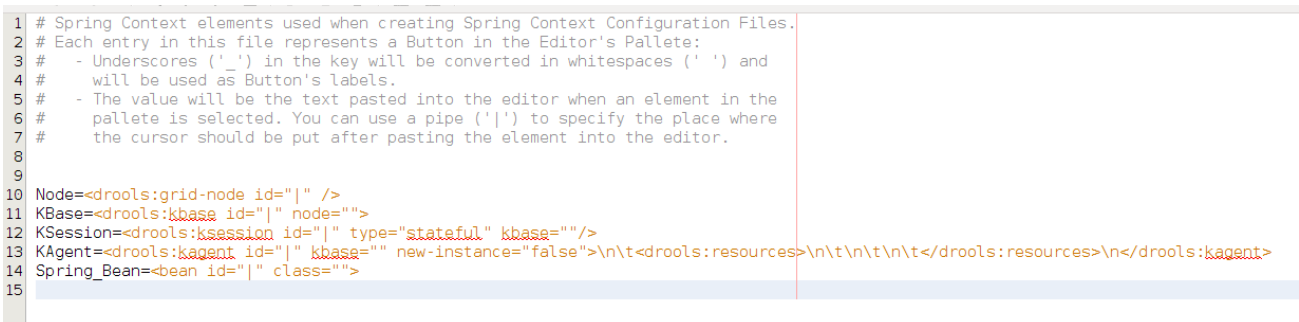 1 # Spring Context elements used when creating Spring Context Configuration Files.
2 # Each entry in this file represents a Button in the Editor's Pallete:
3 #   - Underscores ('_') in the key will be converted in whitespaces (' ') and
4 #     will be used as Button's labels.
5 #   - The value will be the text pasted into the editor when an element in the
6 #     pallete is selected. You can use a pipe ('|') to specify the place where
7 #     the cursor should be put after pasting the element into the editor.
8
9
10 Node=<drools:grid-node id="|" />
11 KBase=<drools:kbase id="|" node="">
12 KSession=<drools:ksession id="|" type="stateful" kbase=""/>
13 KAgent=<drools:kagent id="|" kbase="" new-instance="false">\n\t<drools:resources>\n\t\n\t\n\t</drools:resources>\n</drools:kagent>
14 Spring_Bean=<bean id="|" class="">
15